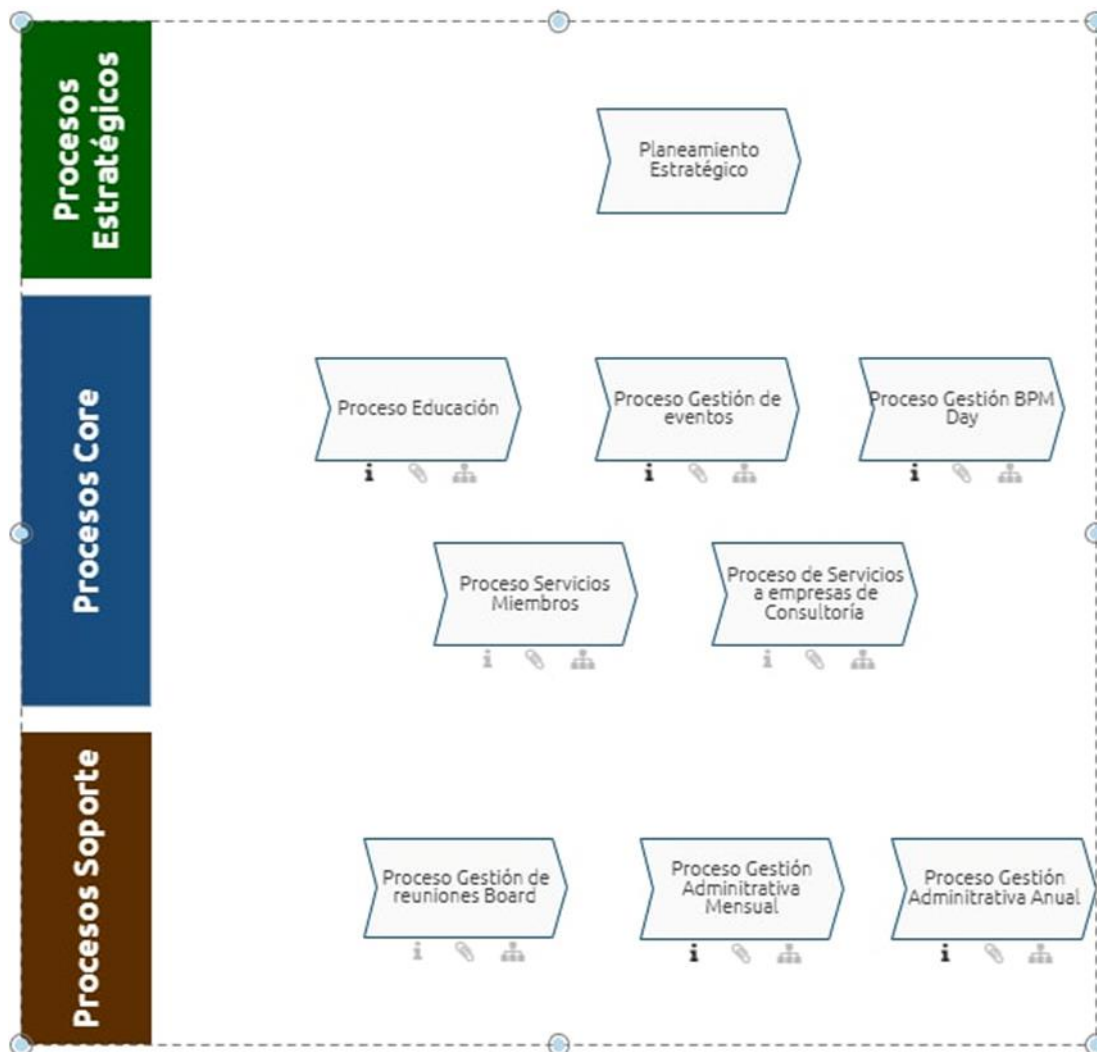 Procesos
Estratégicos
Planeamiento
Estratégico
Procesos Core
Proceso Educación
Proceso Gestión de
eventos
Proceso Gestión BPM
Day
Proceso Servicios
Miembros
Proceso de Servicios
a empresas de
Consultoría
Procesos Soporte
Proceso Gestión de
reuniones Board
Proceso Gestión
Adminitrativa
Mensual
Proceso Gestión
Adminitrativa Anual